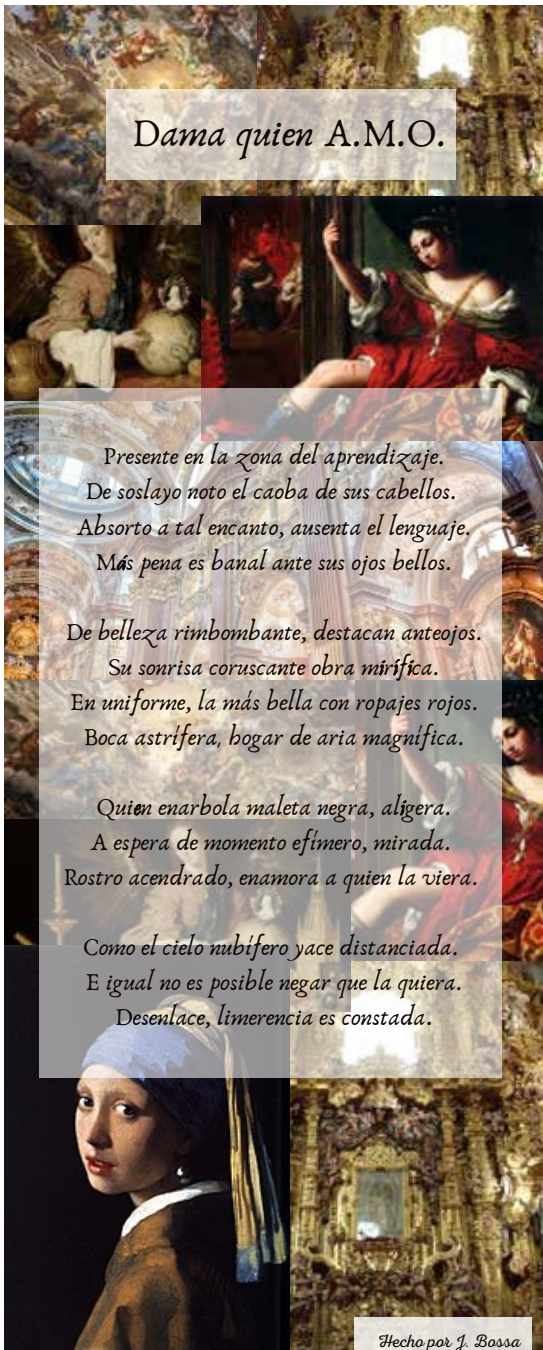 Dama quien A.M.O.
Presente en la zona del aprendizaje.
De soslayo noto el caoba de sus cabellos.
Absorto a tal encanto, ausenta el lenguaje.
Más pena es banal ante sus ojos bellos.
De belleza rimbombante, destacan anteojos.
Su sonrisa coruscante obra mirífica.
En uniforme, la más bella con ropajes rojos.
Boca astrífera, hogar de aria magnífica.
Quien enarbola maleta negra, alígera.
A espera de momento efímero, mirada.
Rostro acendrado, enamora a quien la viera.
Como el cielo nubífero yace distanciada.
E igual no es posible negar que la quiera.
Desenlace, limerencia es constada.
Hecho por J. Bossa